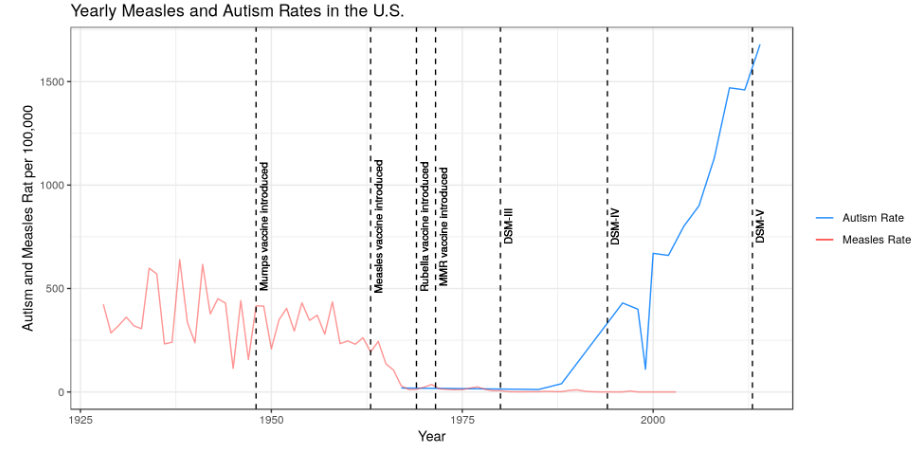 Yearly Measles and Autism Rates in the U.S.
Autism and Measles Rat per 100,000
1500
1000
500
0
Mumps vaccine introduced
Measles vaccine introduced
Rubella vaccine introduced
MMR vaccine introduced
DSM-III
DSM-IV
DSM-V
1925
1950
1975
2000
Year
Autism Rate
Measles Rate